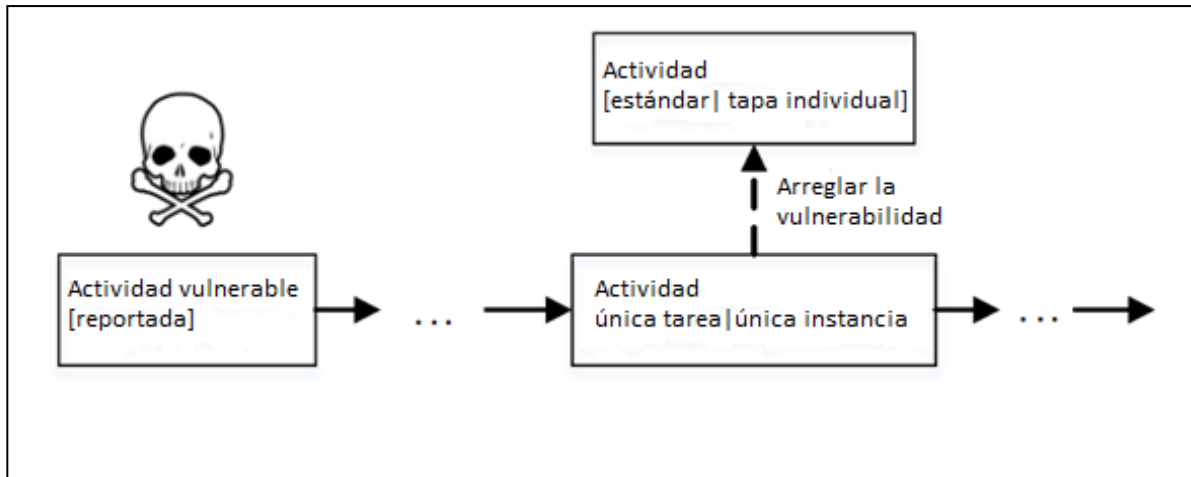 Actividad
[estándar| tapa individual]
Arreglar la
vulnerabilidad
Actividad vulnerable
[reportada]
...
Actividad
única tarea|única instancia
...